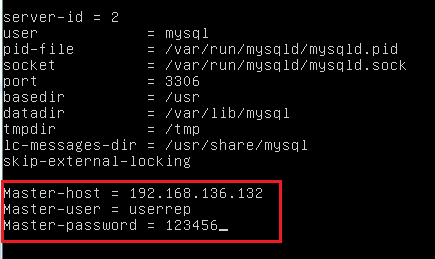 server-id = 2
user = mysql
pid-file = /var/run/mysqld/mysqld.pid
socket = /var/run/mysqld/mysqld.sock
port = 3306
basedir = /usr
datadir = /var/lib/mysql
tmpdir = /tmp
lc-messages-dir = /usr/share/mysql
skip-external-locking
Master-host = 192.168.136.132
Master-user = userrep
Master-password = 123456_